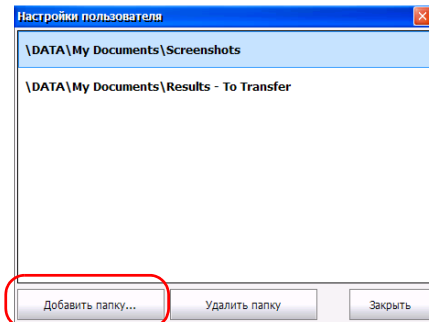 Настройки пользователя
\DATA\My Documents\Screenshots
\DATA\My Documents\Results - To Transfer
Добавить папку... Удалить папку Закрыть